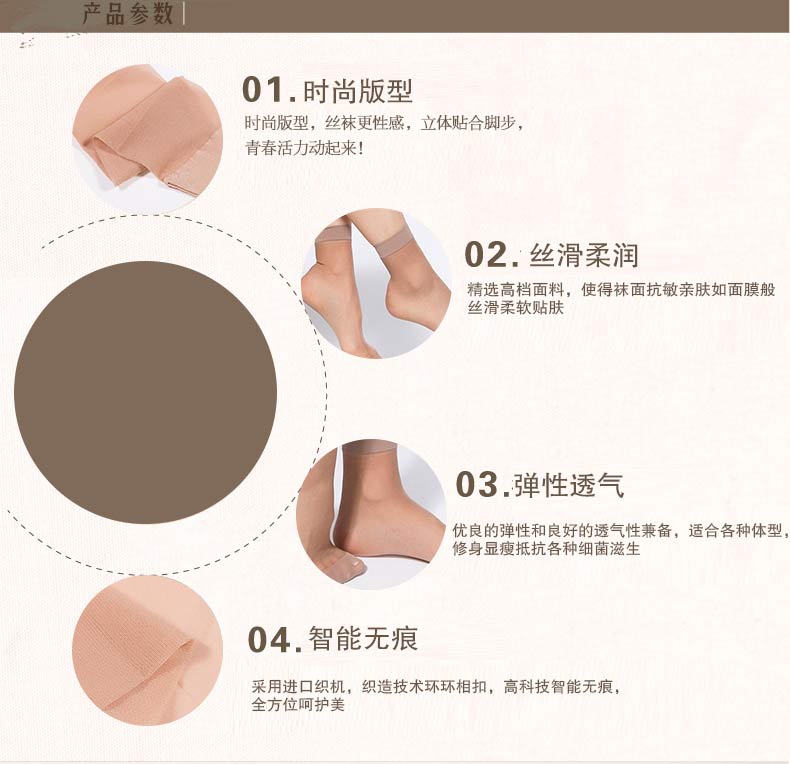 产品参数
01.时尚版型
时尚版型，丝袜更性感，立体贴合脚步，
青春活力动起来！
02.丝滑柔润
精选高档面料，使得袜面抗敏亲肤如面膜般
丝滑柔软贴肤
03.弹性透气
优良的弹性和良好的透气性兼备，适合各种体型，
修身显瘦抵抗各种细菌滋生
04.智能无痕
采用进口织机，织造技术环环相扣，高科技智能无痕，
全方位呵护美